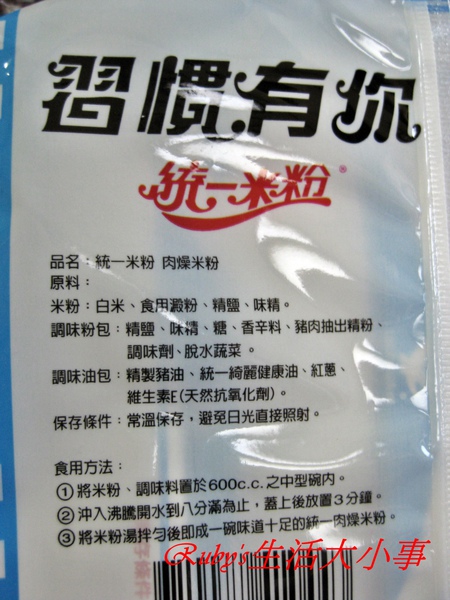 習慣有你
統一米粉®
品名：統一米粉 肉燥米粉
原料：
米粉：白米、食用澱粉、精鹽、味精。
調味粉包：精鹽、味精、糖、香辛料、豬肉抽出精粉、
調味劑、脫水蔬菜。
調味油包：精製豬油、統一綺麗健康油、紅蔥、
維生素E(天然抗氧化劑)。
保存條件：常溫保存，避免日光直接照射。
食用方法：
①將米粉、調味料置於600c.c.之中型碗內。
②沖入沸騰開水到八分滿為止，蓋上後放置3分鐘。
③將米粉湯拌勻後即成一碗味道十足的統一肉燥米粉。
Ruby's生活大小事